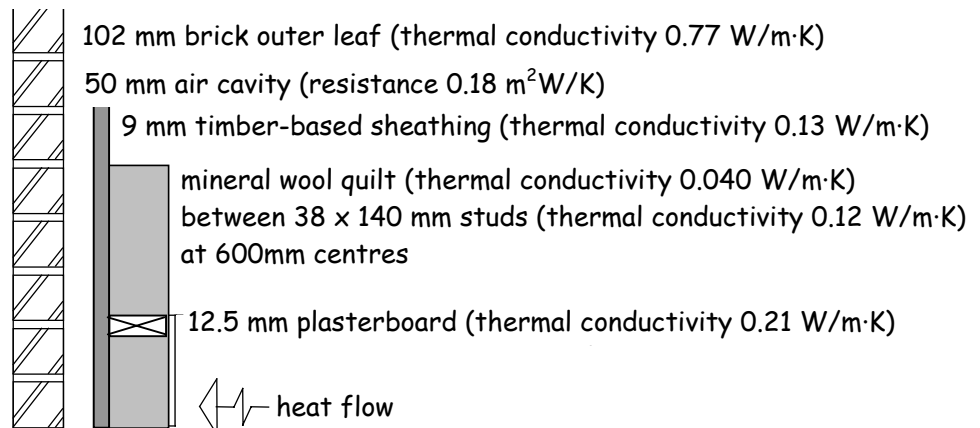 102 mm brick outer leaf (thermal conductivity 0.77 W/m·K)
50 mm air cavity (resistance 0.18 m²W/K)
9 mm timber-based sheathing (thermal conductivity 0.13 W/m·K)
mineral wool quilt (thermal conductivity 0.040 W/m·K)
between 38 x 140 mm studs (thermal conductivity 0.12 W/m·K)
at 600mm centres
12.5 mm plasterboard (thermal conductivity 0.21 W/m·K)
heat flow